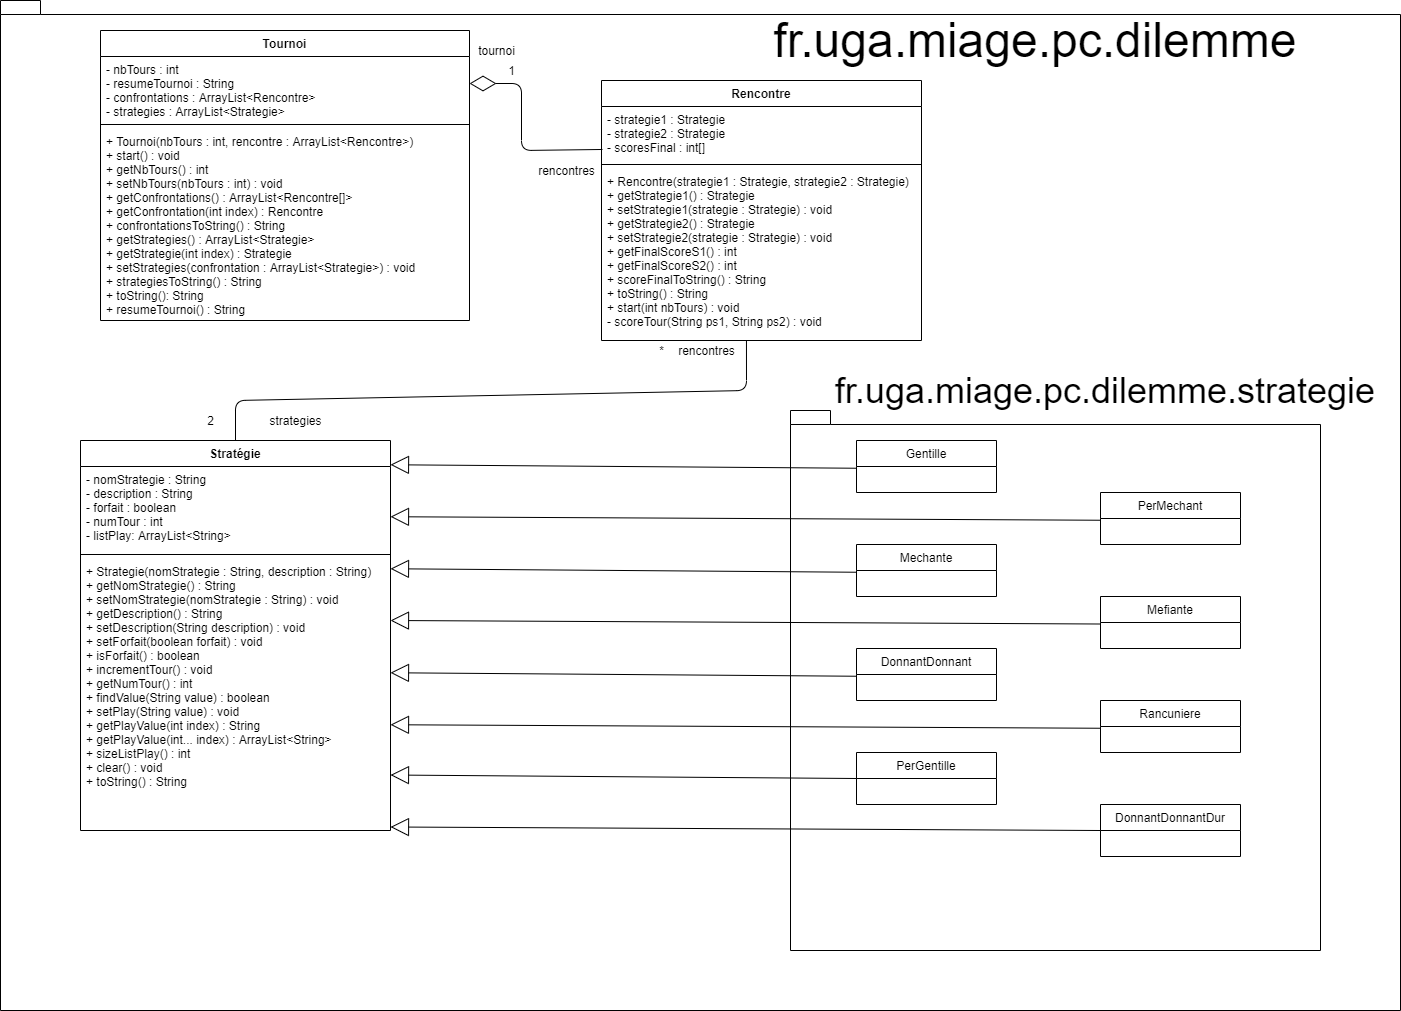 fr.uga.miage.pc.dilemme
Tournoi
- nbTours : int
- resumeTournoi : String
- confrontations : ArrayList<Rencontre>
- strategies : ArrayList<Strategie>
+ Tournoi(nbTours : int, rencontre : ArrayList<Rencontre>)
+ start() : void
+ getNbTours() : int
+ setNbTours(nbTours : int) : void
+ getConfrontations() : ArrayList<Rencontre[]>
+ getConfrontation(int index) : Rencontre
+ confrontationsToString() : String
+ getStrategies() : ArrayList<Strategie>
+ getStrategie(int index) : Strategie
+ setStrategies(confrontation : ArrayList<Strategie>) : void
+ strategiesToString() : String
+ toString(): String
+ resumeTournoi() : String
tournoi
1
rencontres
Rencontre
- strategie1 : Strategie
- strategie2 : Strategie
- scoresFinal : int[]
+ Rencontre(strategie1 : Strategie, strategie2 : Strategie)
+ getStrategie1() : Strategie
+ setStrategie1(strategie : Strategie) : void
+ getStrategie2() : Strategie
+ setStrategie2(strategie : Strategie) : void
+ getFinalScoreS1() : int
+ getFinalScoreS2() : int
+ scoreFinalToString() : String
+ toString() : String
+ start(int nbTours) : void
- scoreTour(String ps1, String ps2) : void
* rencontres
2 strategies
Stratégie
- nomStrategie : String
- description : String
- forfait : boolean
- numTour : int
- listPlay: ArrayList<String>
+ Strategie(nomStrategie : String, description : String)
+ getNomStrategie() : String
+ setNomStrategie(nomStrategie : String) : void
+ getDescription() : String
+ setDescription(String description) : void
+ setForfait(boolean forfait) : void
+ isForfait() : boolean
+ incrementTour() : void
+ getNumTour() : int
+ findValue(String value) : boolean
+ setPlay(String value) : void
+ getPlayValue(int index) : String
+ getPlayValue(int... index) : ArrayList<String>
+ sizeListPlay() : int
+ clear() : void
+ toString() : String
fr.uga.miage.pc.dilemme.strategie
Gentille
PerMechant
Mechante
Mefiante
DonnantDonnant
Rancuniere
PerGentille
DonnantDonnantDur